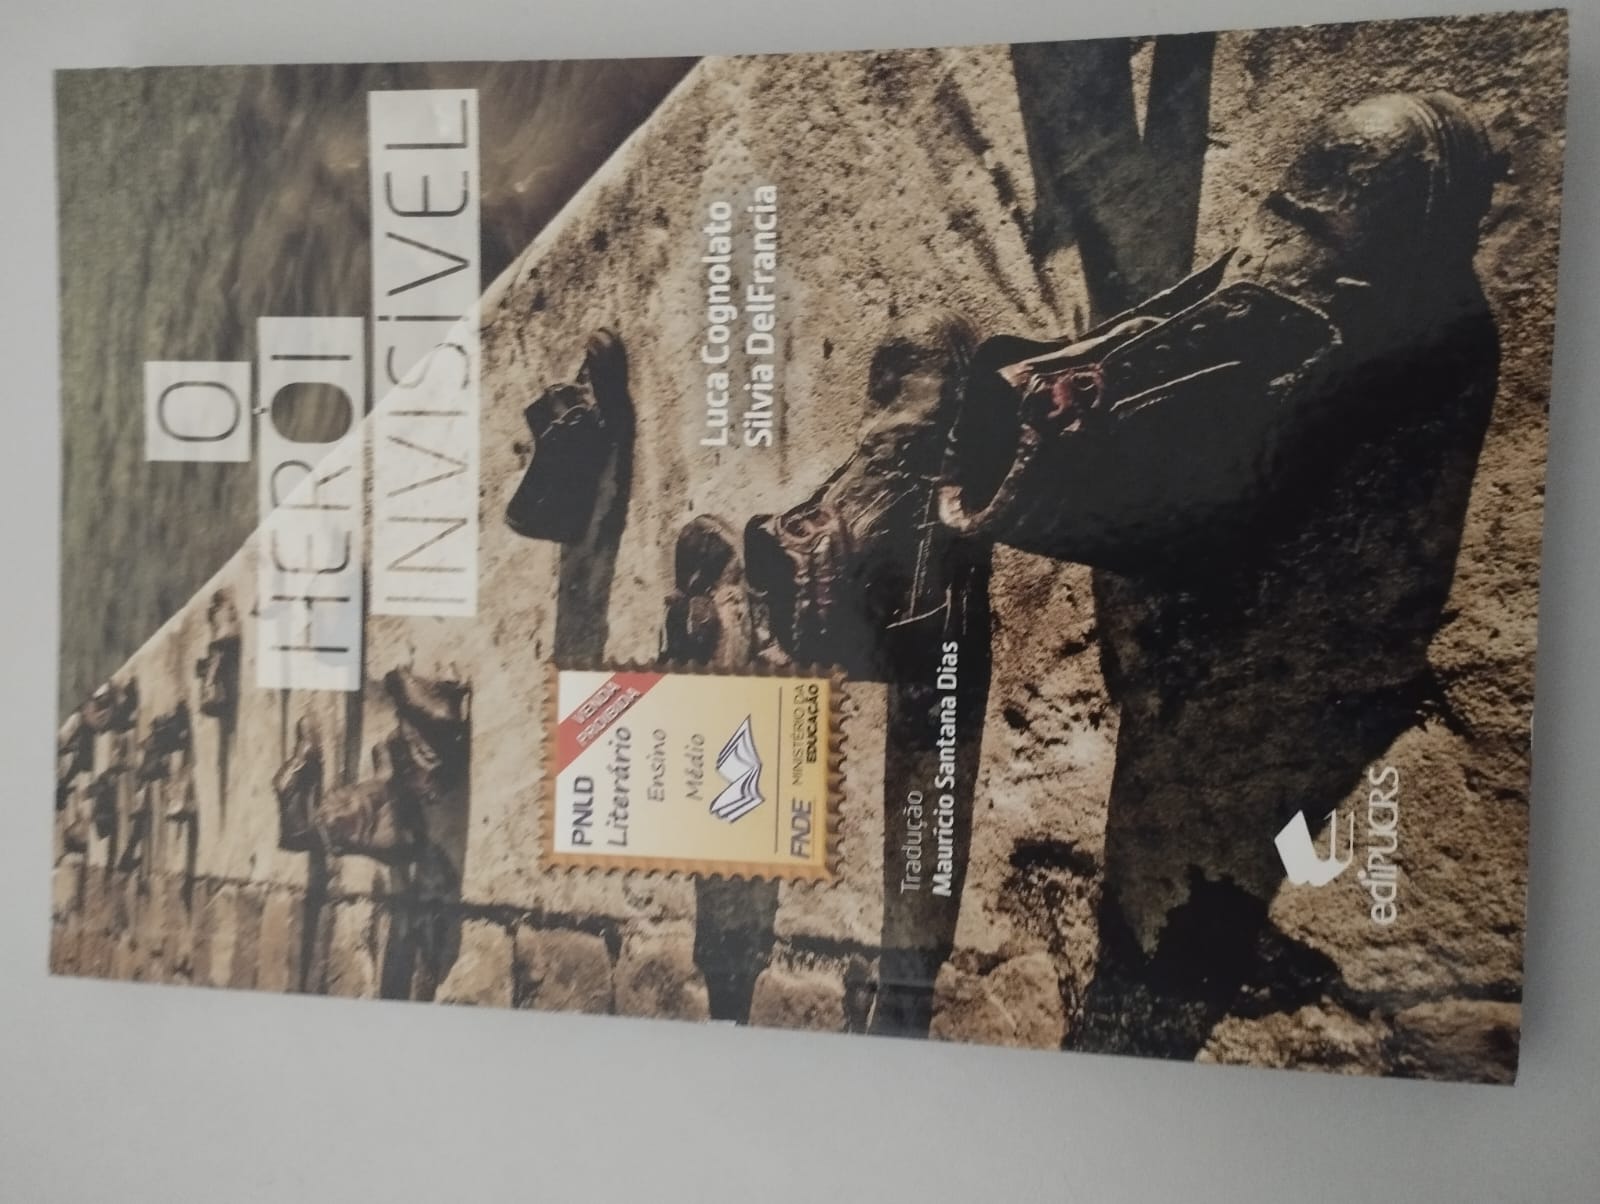 O
HERÓI
INVISÍVEL
Luca Cognolato
Silvia DelFrancia
PNLD
Literário
Ensino
Médio
VENDA
PROIBIDA
FNDE
MINISTÉRIO DA
EDUCAÇÃO
Tradução
Maurício Santana Dias
ediPUCRS